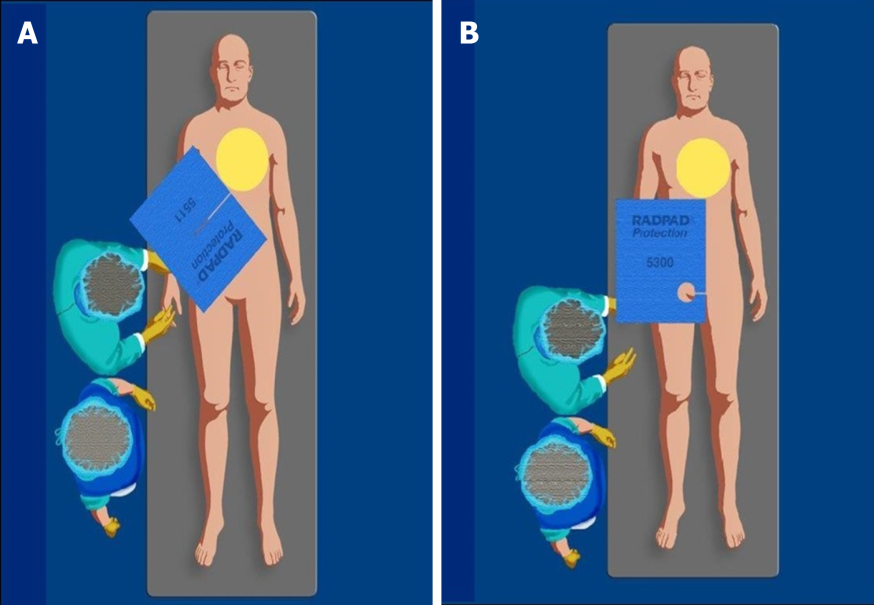 A
5511
RADPAD
Protection
B
RADPAD
Protection
5300